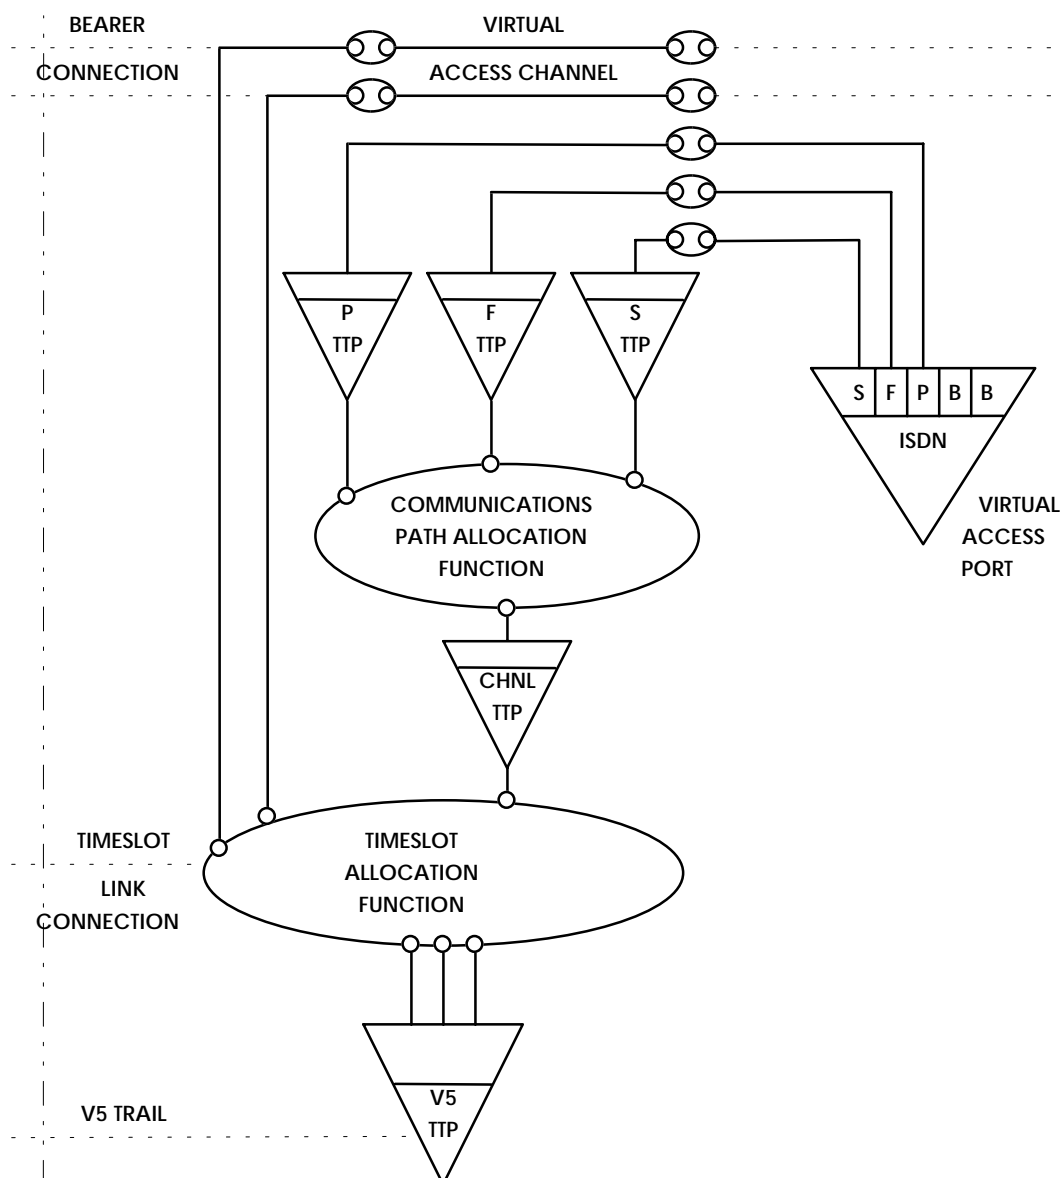 BEARER
CONNECTION
VIRTUAL
ACCESS CHANNEL
P
TTP
F
TTP
S
TTP
S F P B B
ISDN
VIRTUAL
ACCESS
PORT
COMMUNICATIONS
PATH ALLOCATION
FUNCTION
CHNL
TTP
TIMESLOT
LINK
CONNECTION
TIMESLOT
ALLOCATION
FUNCTION
V5 TRAIL
V5
TTP